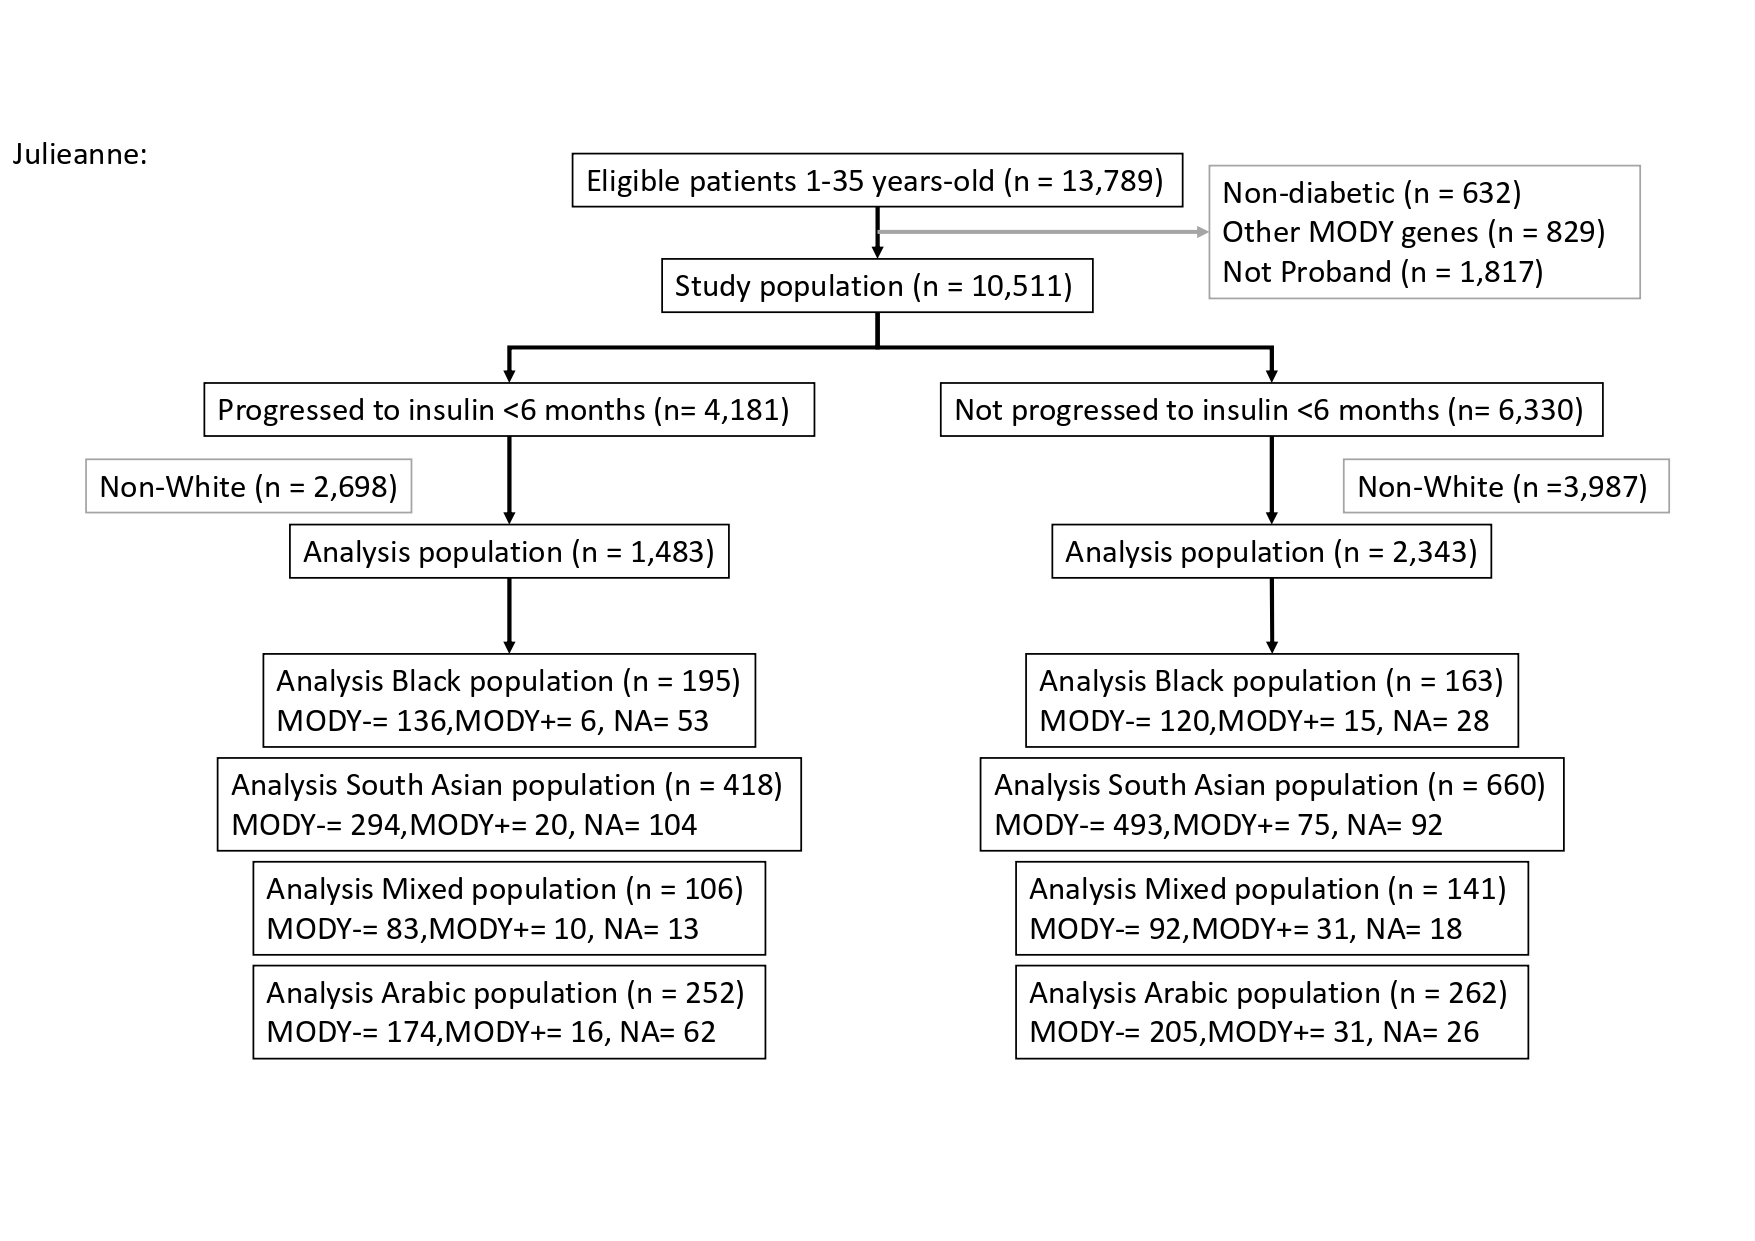 Julieanne:
Eligible patients 1-35 years-old (n = 13,789)
Non-diabetic (n = 632)
Other MODY genes (n = 829)
Not Proband (n = 1,817)
Study population (n = 10,511)
Progressed to insulin <6 months (n= 4,181)
Not progressed to insulin <6 months (n= 6,330)
Non-White (n = 2,698)
Non-White (n =3,987)
Analysis population (n = 1,483)
Analysis population (n = 2,343)
Analysis Black population (n = 195)
MODY-= 136,MODY+= 6, NA= 53
Analysis Black population (n = 163)
MODY-= 120,MODY+= 15, NA= 28
Analysis South Asian population (n = 418)
MODY-= 294,MODY+= 20, NA= 104
Analysis South Asian population (n = 660)
MODY-= 493,MODY+= 75, NA= 92
Analysis Mixed population (n = 106)
MODY-= 83,MODY+= 10, NA= 13
Analysis Mixed population (n = 141)
MODY-= 92,MODY+= 31, NA= 18
Analysis Arabic population (n = 252)
MODY-= 174,MODY+= 16, NA= 62
Analysis Arabic population (n = 262)
MODY-= 205,MODY+= 31, NA= 26